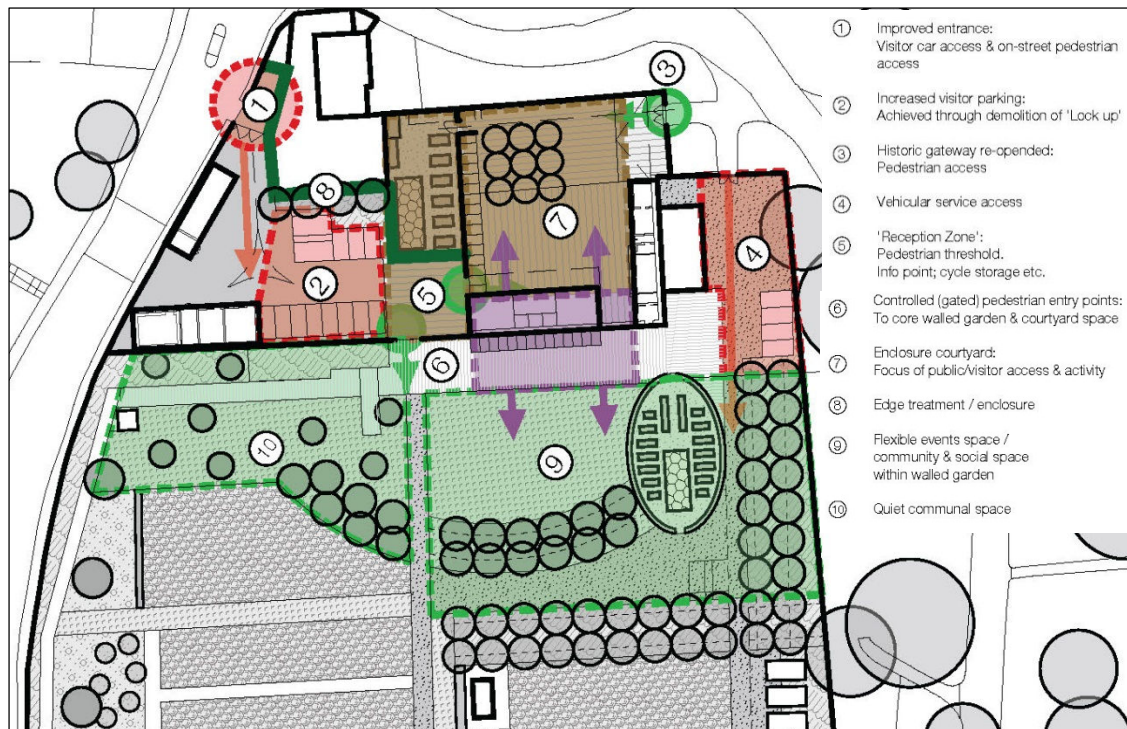 1 Improved entrance:
Visitor car access & on-street pedestrian
access
2 Increased visitor parking:
Achieved through demolition of 'Lock up'
3 Historic gateway re-opended:
Pedestrian access
4 Vehicular service access
5 'Reception Zone':
Pedestrian threshold.
Info point; cycle storage etc.
6 Controlled (gated) pedestrian entry points:
To core walled garden & courtyard space
7 Enclosure courtyard:
Focus of public/visitor access & activity
8 Edge treatment / enclosure
9 Flexible events space /
community & social space
within walled garden
10 Quiet communal space
1
3
8
7
2
5
4
6
10
9